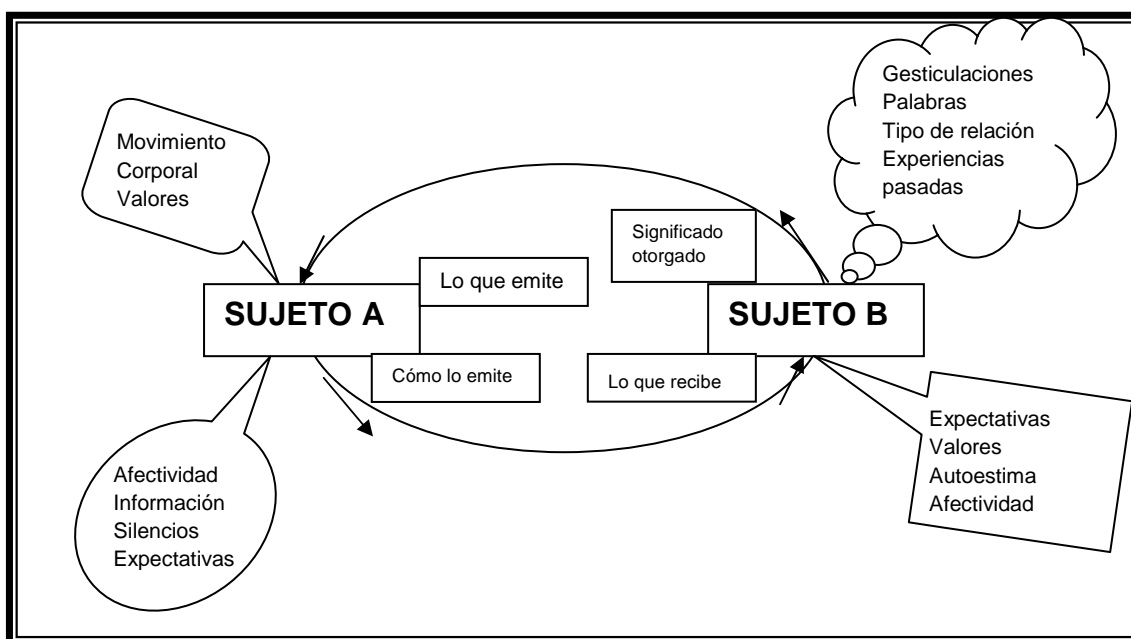 Gesticulaciones
Palabras
Tipo de relación
Experiencias
pasadas
Movimiento
Corporal
Valores
Significado
otorgado
Lo que emite
SUJETO A
SUJETO B
Cómo lo emite
Lo que recibe
Expectativas
Valores
Autoestima
Afectividad
Afectividad
Información
Silencios
Expectativas